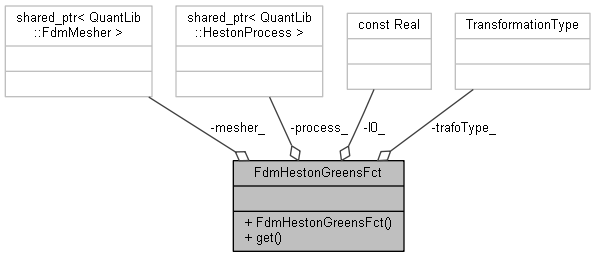 shared_ptr< QuantLib
::FdmMesher >
shared_ptr< QuantLib
::HestonProcess >
const Real
TransformationType
-mesher_
-process_
-l0_
-trafoType_
FdmHestonGreensFct
+ FdmHestonGreensFct()
+ get()